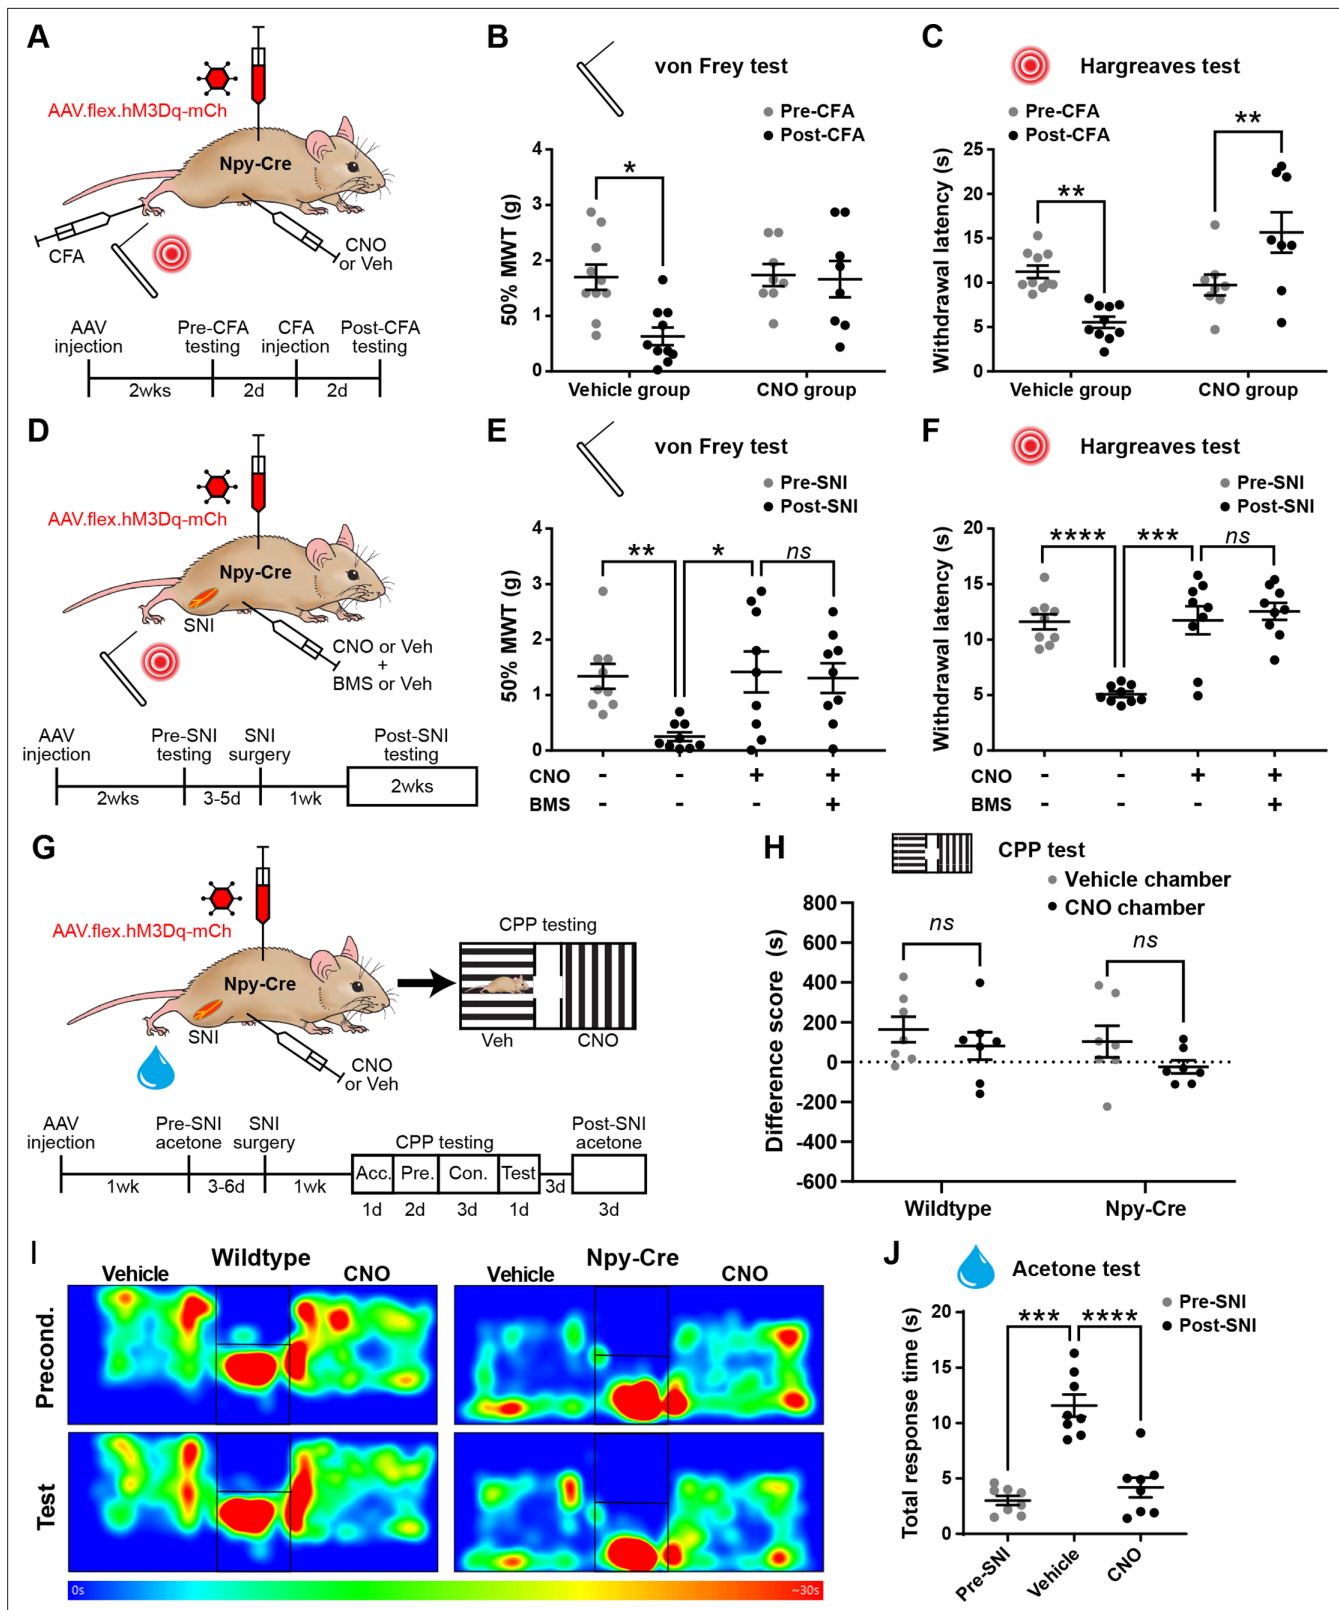 A
AAV.flex.hM3Dq-mCh
Npy-Cre
CFA
CNO
or Veh
AAV
injection
Pre-CFA
testing
CFA
injection
Post-CFA
testing
2wks
2d
2d
B
von Frey test
Pre-CFA
Post-CFA
50% MWT (g)
4
3
2
1
0
*
Vehicle group
CNO group
C
Hargreaves test
Pre-CFA
Post-CFA
Withdrawal latency (s)
25
20
15
10
5
0
**
**
Vehicle group
CNO group
D
AAV.flex.hM3Dq-mCh
Npy-Cre
SNI
CNO or Veh
+
BMS or Veh
AAV
injection
Pre-SNI
testing
SNI
surgery
Post-SNI
testing
2wks
3-5d
1wk
2wks
E
von Frey test
Pre-SNI
Post-SNI
50% MWT (g)
4
3
2
1
0
**
*
ns
CNO - - + +
BMS - - - +
F
Hargreaves test
Pre-SNI
Post-SNI
Withdrawal latency (s)
20
15
10
5
0
****
***
ns
- - + +
- - - +
G
AAV.flex.hM3Dq-mCh
Npy-Cre
SNI
CNO
or Veh
CPP testing
Veh
CNO
AAV
injection
Pre-SNI
acetone
SNI
surgery
CPP testing
Post-SNI
acetone
1wk
3-6d
1wk
Acc.
Pre.
Con.
Test
3d
1d
2d
3d
1d
3d
H
CPP test
Vehicle chamber
CNO chamber
Difference score (s)
800
600
400
200
0
-200
-400
-600
ns
ns
Wildtype
Npy-Cre
I
Wildtype
Vehicle
CNO
Npy-Cre
Vehicle
CNO
Precond.
Test
0s
~30s
J
Acetone test
Pre-SNI
Post-SNI
Total response time (s)
20
15
10
5
0
***
****
Pre-SNI
Vehicle
CNO